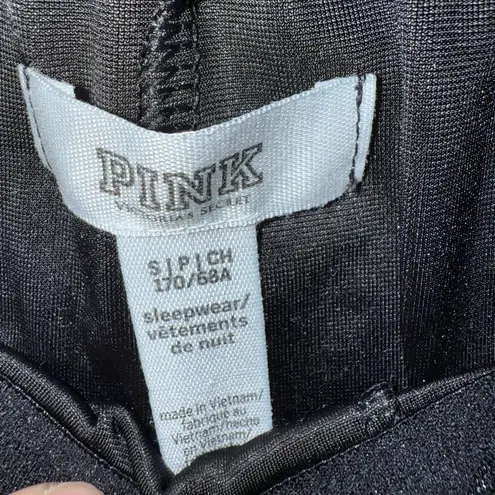 PINK
VICTORIA'S SECRET
S | P | CH
170/68A
sleepwear/
vêtements
de nuit
made in Vietnam/
fabriqué au
Vietnam/hecho
en Vietnam/